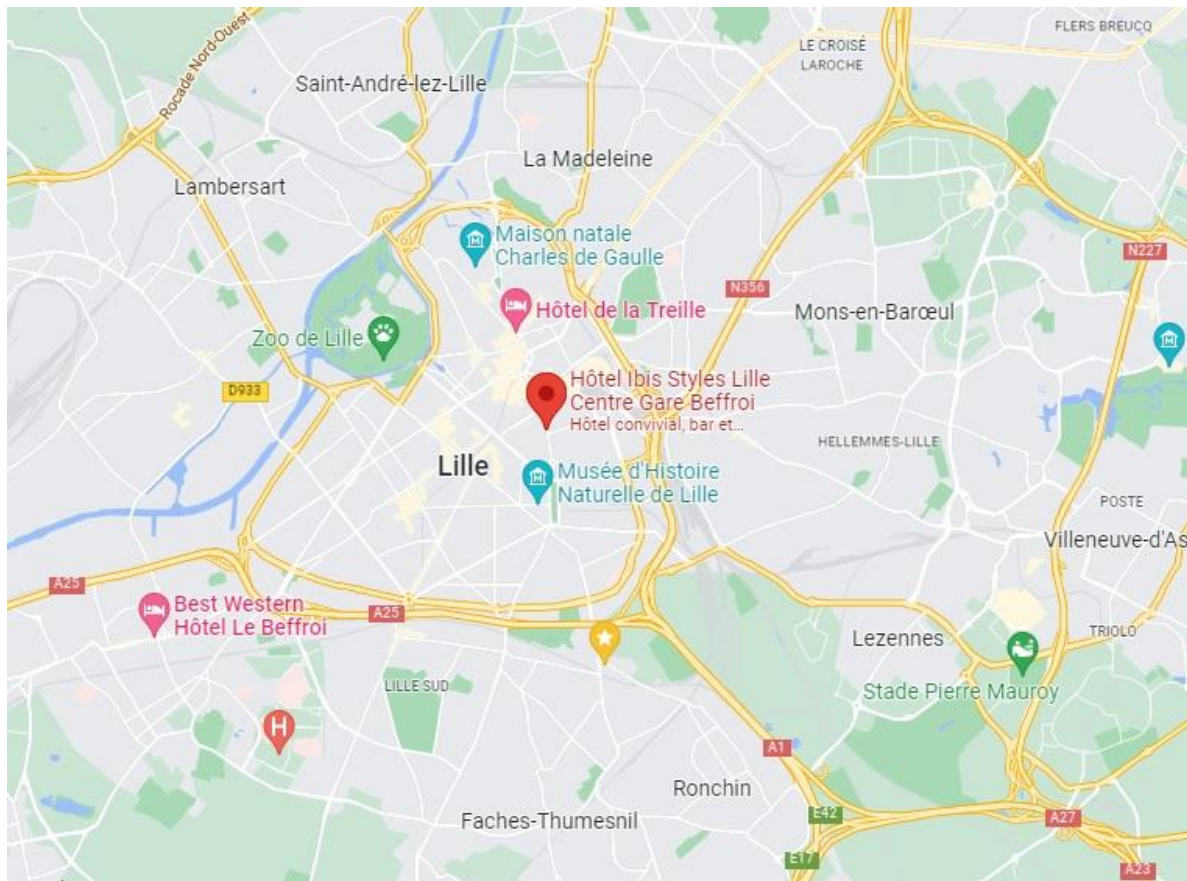 FLERS BREUCQ
LE CROISÉ
LAROCHE
Rocade Nord-Ouest
Saint-André-lez-Lille
La Madeleine
Lambersart
Maison natale
Charles de Gaulle
N227
N356
Hôtel de la Treille
Mons-en-Barœul
Zoo de Lille
D933
Hôtel Ibis Styles Lille
Centre Gare Beffroi
Hôtel convivial, bar et...
HELLEMMES-LILLE
Lille
Musée d'Histoire
Naturelle de Lille
POSTE
Villeneuve-d'As
A25
A25
Best Western
Hôtel Le Beffroi
TRIOLO
Lezennes
LILLE SUD
Stade Pierre Mauroy
H
A1
Ronchin
E42
A27
Faches-Thumesnil
E17
A23